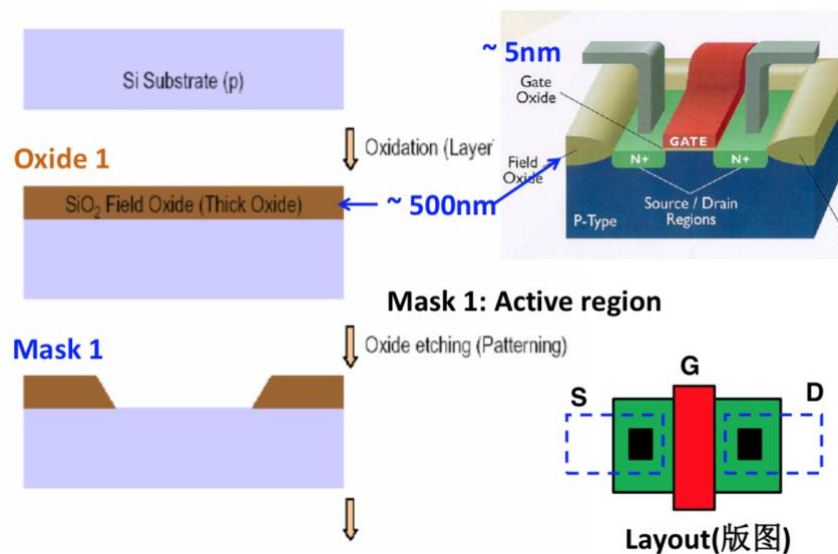 Si Substrate (p)
Oxidation (Layer
Oxide 1
SiO₂ Field Oxide (Thick Oxide)
~ 500nm
~ 5nm
Gate
Oxide
GATE
Field
Oxide
N+
N+
Source / Drain
Regions
P-Type
Mask 1: Active region
Mask 1
Oxide etching (Patterning)
G
S
D
Layout(版图)